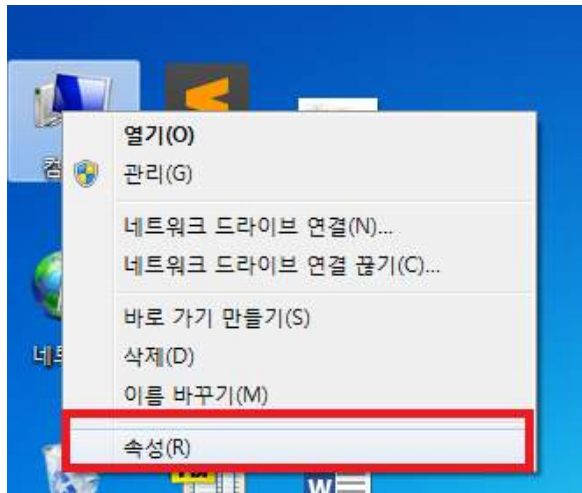 열기(O)
관리(G)
네트워크 드라이브 연결(N)...
네트워크 드라이브 연결 끊기(C)...
바로 가기 만들기(S)
삭제(D)
이름 바꾸기(M)
속성(R)
W